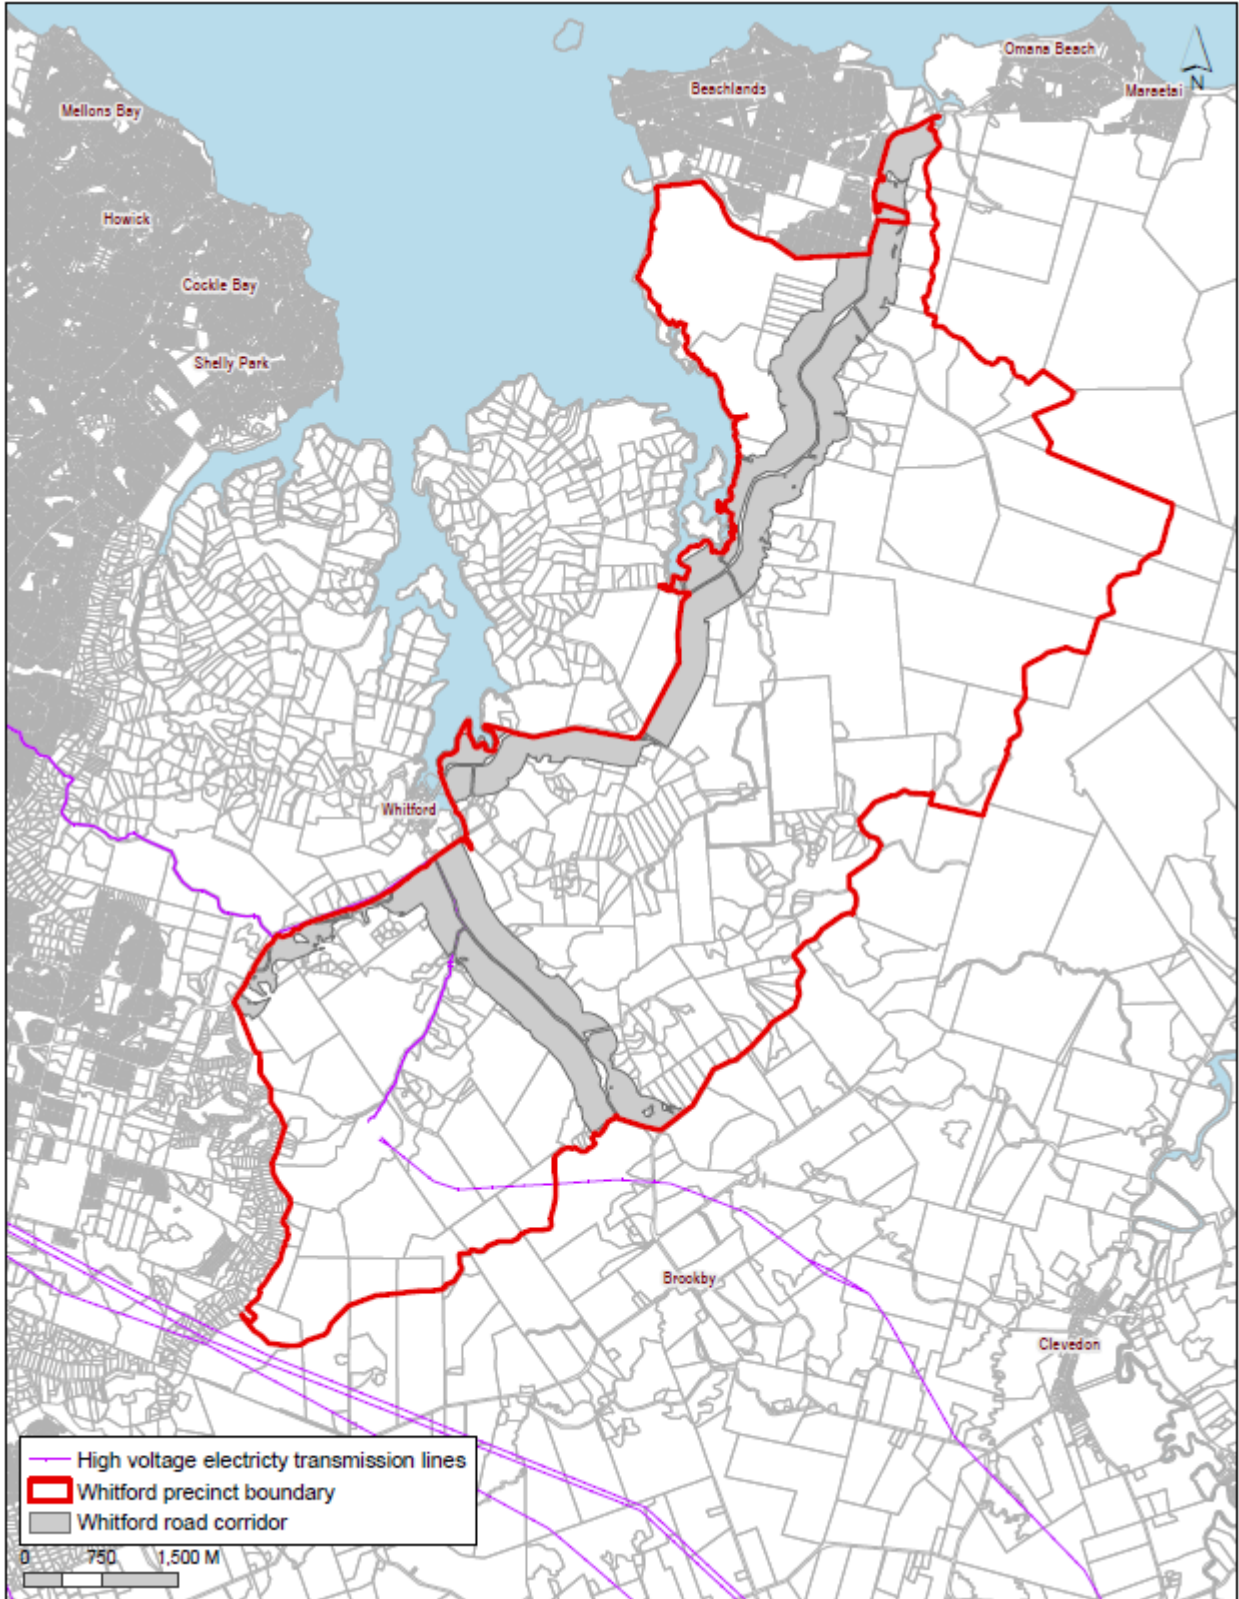 Omana Beach
Beachlands
Maraetai
N
Mellons Bay
Howick
Cockle Bay
Shelly Park
Whitford
Brookby
Clevedon
High voltage electricty transmission lines
Whitford precinct boundary
Whitford road corridor
0 750 1,500 M